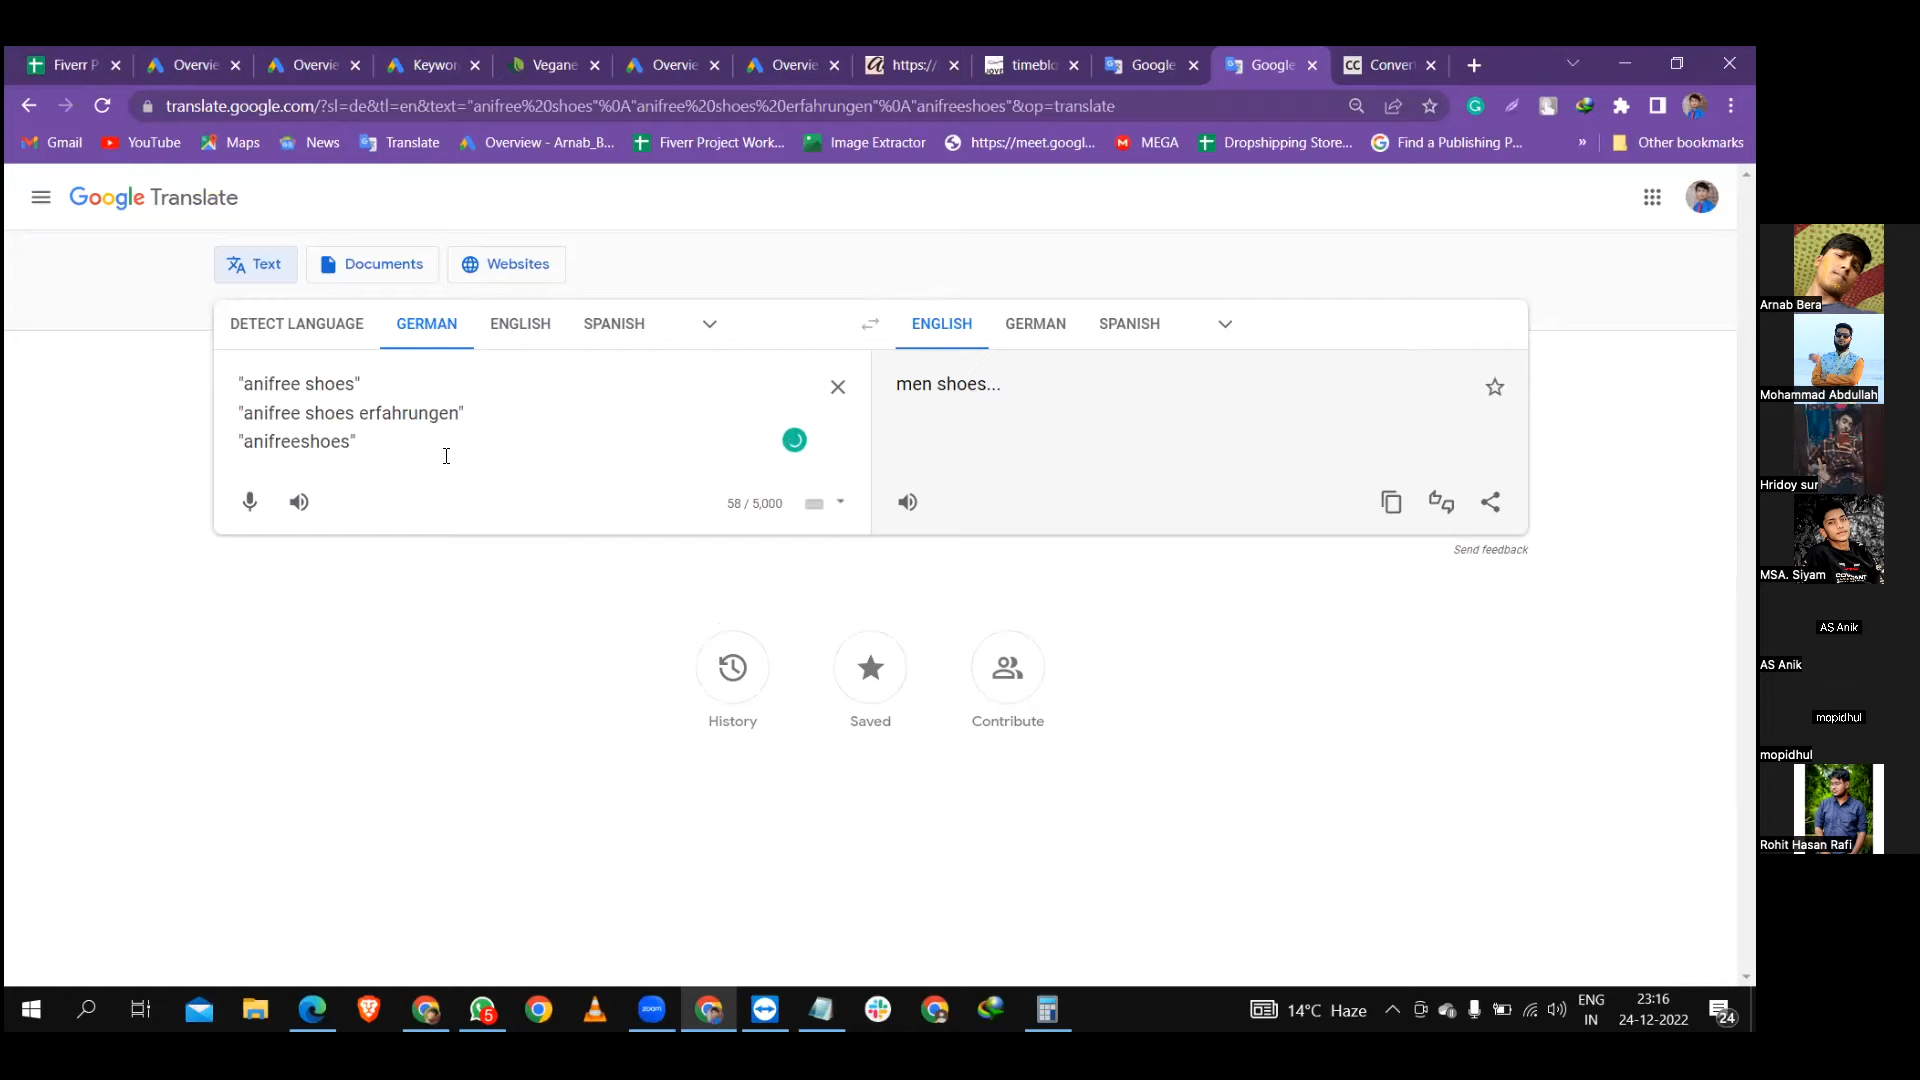 Fiverr P
Overvie
Overvie
Keywor
Vegane
Overvie
Overvie
https://
timeblo
Google
Google
CC Conver
translate.google.com/?sl=de&tl=en&text="anifree%20shoes"%0A"anifree%20shoes%20erfahrungen"%0A"anifreeshoes"&op=translate
Gmail
YouTube
Maps
News
Translate
Overview - Arnab_B...
Fiverr Project Work...
Image Extractor
https://meet.googl...
MEGA
Dropshipping Store...
Find a Publishing P...
»
Other bookmarks
Google Translate
Text
Documents
Websites
DETECT LANGUAGE
GERMAN
ENGLISH
SPANISH
ENGLISH
GERMAN
SPANISH
"anifree shoes"
"anifree shoes erfahrungen"
"anifreeshoes"
58 / 5,000
men shoes...
Send feedback
History
Saved
Contribute
Arnab Bera
Mohammad Abdullah
Hridoy sur
MSA. Siyam
AS Anik
AS Anik
mopidhul
mopidhul
Rohit Hasan Rafi
5
zoom
14°C Haze
ENG
IN
23:16
24-12-2022
24